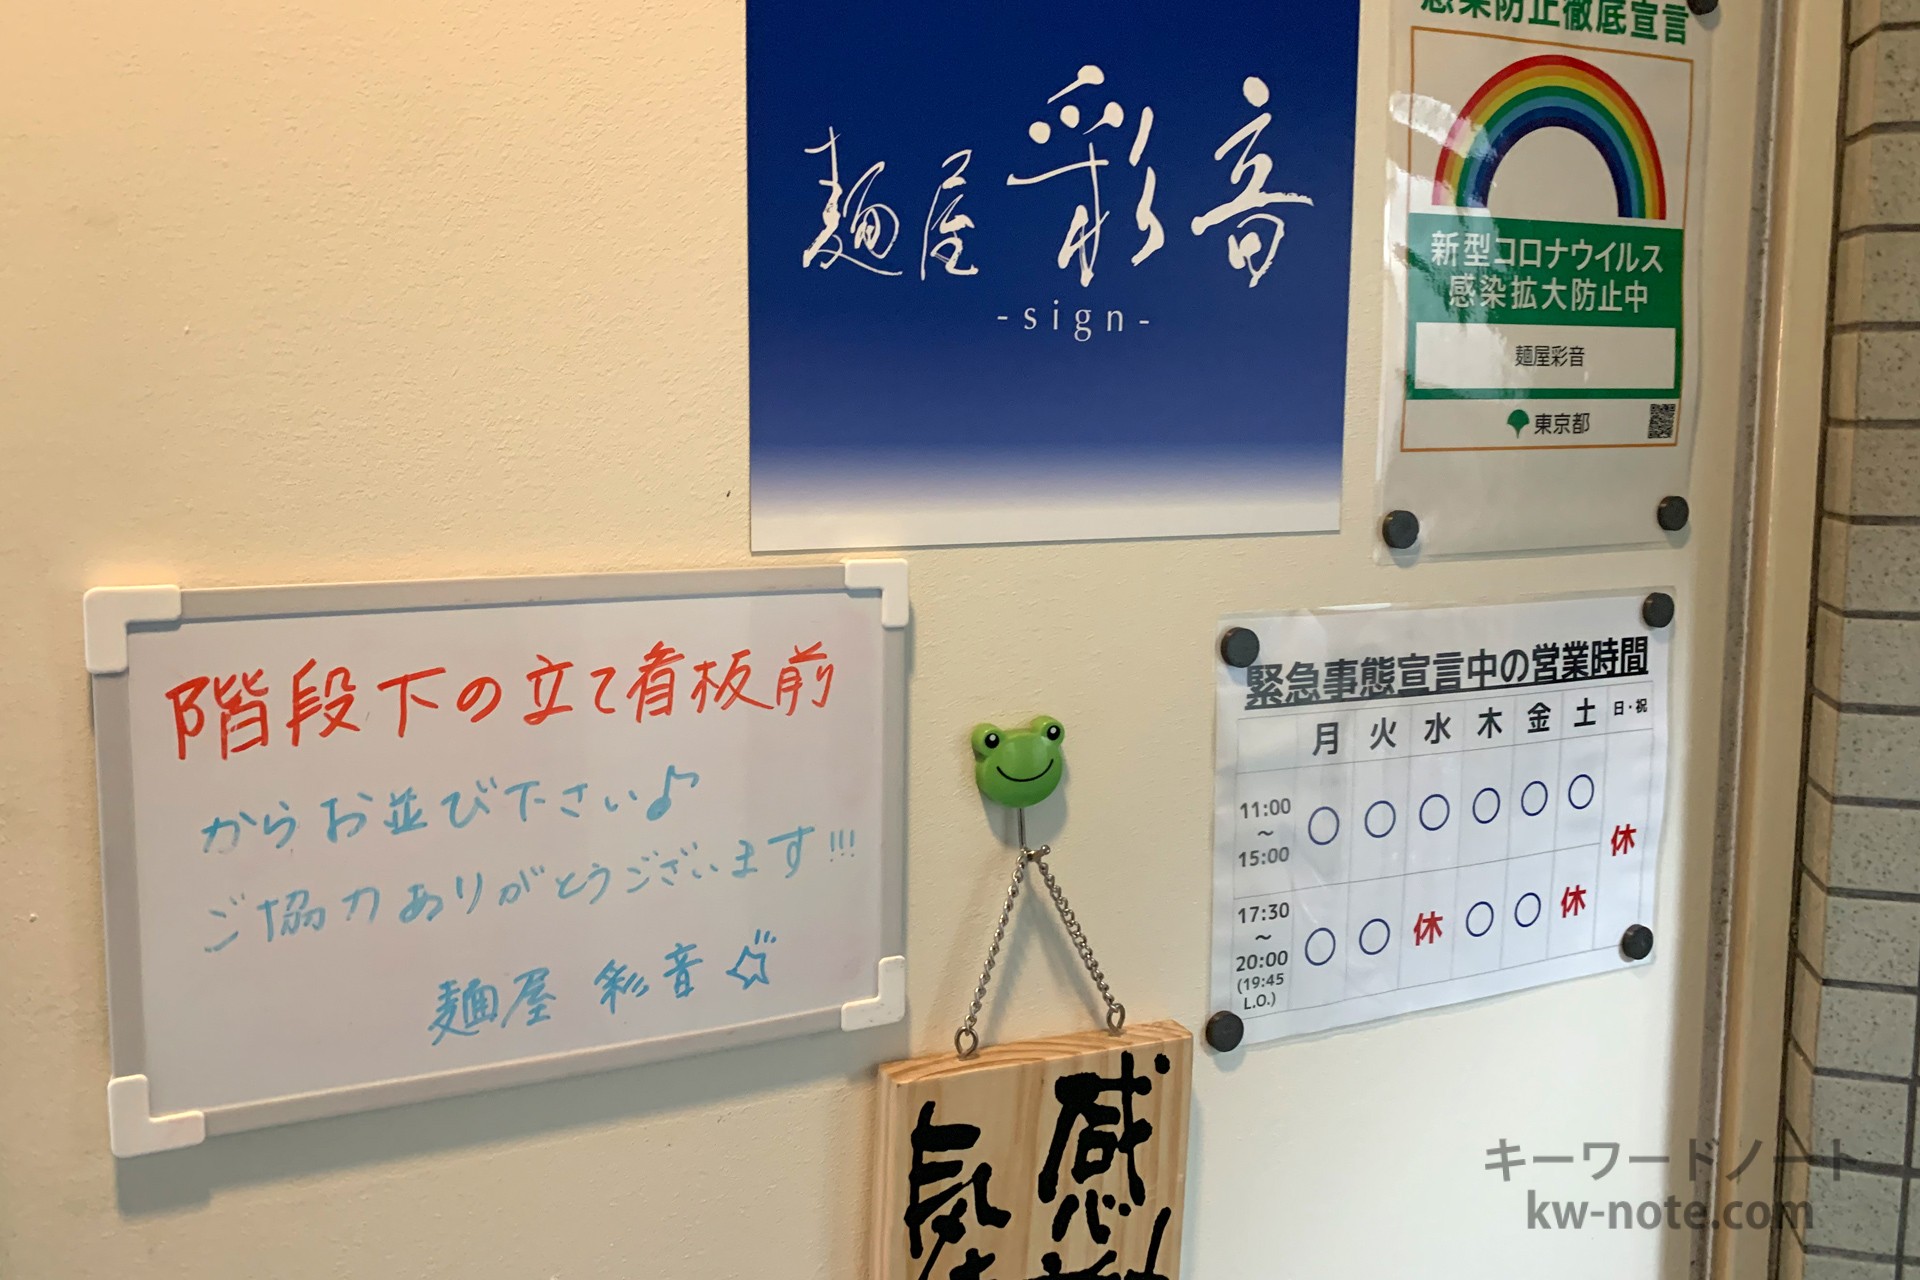 麺屋 彩音
-sign-
感染防止徹底宣言
新型コロナウイルス
感染拡大防止中
麺屋彩音
東京都
階段下の立て看板前
からお並び下さい♪
ご協力ありがとうございます!!!
麺屋 彩音☆
緊急事態宣言中の営業時間
月 火 水 木 金 土 日・祝
11:00～15:00 ○ ○ ○ ○ ○ ○ 休
17:30～20:00 (19:45 L.O.) ○ ○ 休 ○ ○ 休
感
キーワードノート
kw-note.com